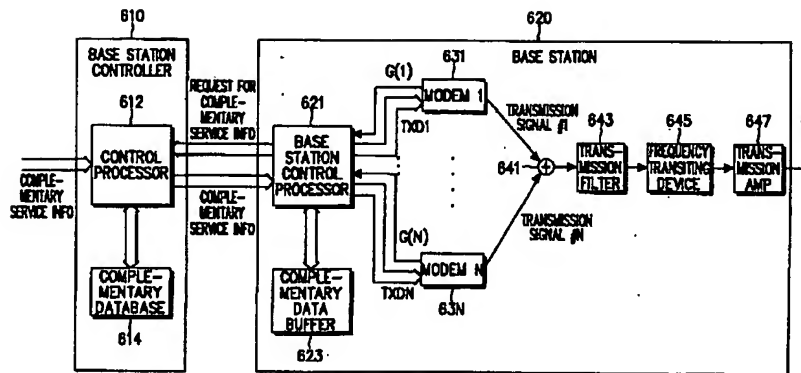 610
BASE STATION
CONTROLLER
612
CONTROL
PROCESSOR
COMPLE-
MENTARY
SERVICE INFO
COMPLE-
MENTARY
DATABASE
614
REQUEST FOR
COMPLE-
MENTARY
SERVICE INFO
COMPLE-
MENTARY
SERVICE INFO
620
BASE STATION
621
BASE
STATION
CONTROL
PROCESSOR
COMPLE-
MENTARY
DATA
BUFFER
623
G(1)
TXD1
631
MODEM 1
G(N)
TXDN
MODEM N
63N
TRANSMISSION
SIGNAL #1
641
TRANSMISSION
SIGNAL #N
643
TRANS-
MISSION
FILTER
645
FREQUENCY
TRANSITING
DEVICE
647
TRANS-
MISSION
AMP